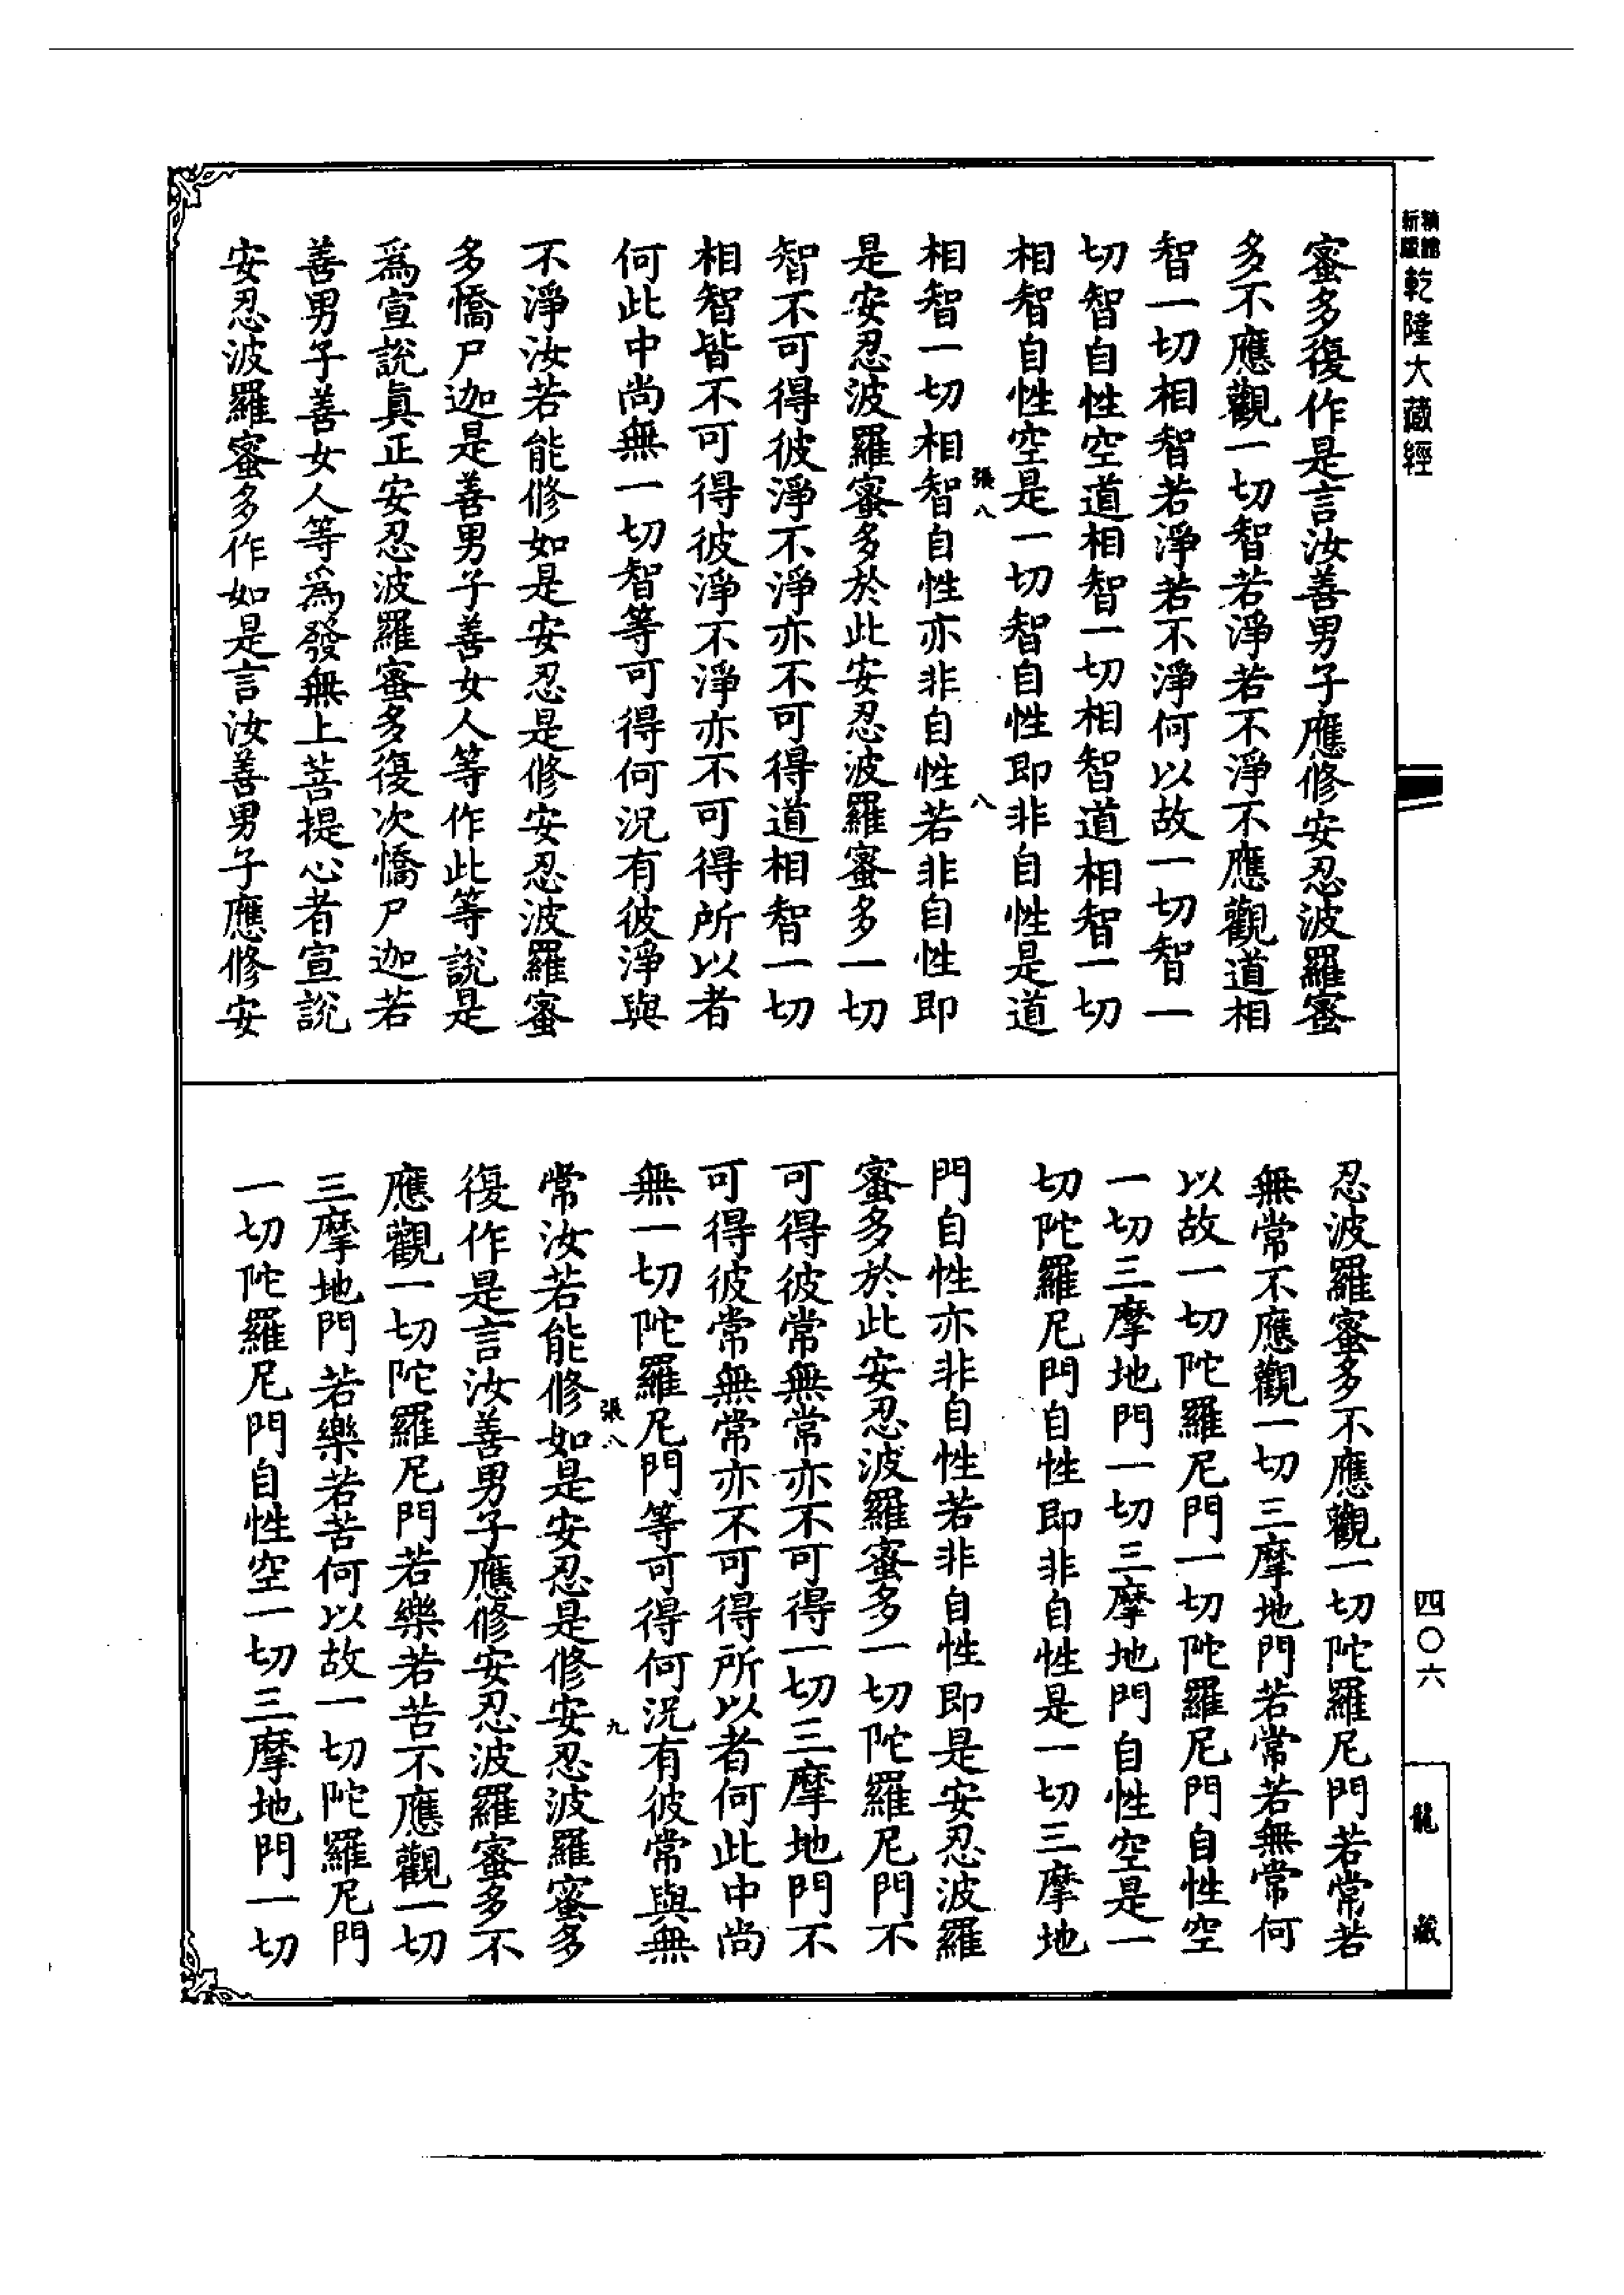 乾隆大藏經
蜜多復作是言汝善男子應修安忍波羅蜜
多不應觀一切智若淨若不淨不應觀道相
智一切相智若淨若不淨何以故一切智一
切智自性空道相智一切相智道相智一切
相智自性空是一切智自性即非自性是道
張八
八
相智一切相智自性亦非自性若非自性即
是安忍波羅蜜多於此安忍波羅蜜多一切
智不可得彼淨不淨亦不可得道相智一切
相智皆不可得彼淨不淨亦不可得所以者
何此中尚無一切智等可得何況有彼淨與
不淨汝若能修如是安忍是修安忍波羅蜜
多憍尸迦是善男子善女人等作此等說是
爲宣說眞正安忍波羅蜜多復次憍尸迦若
善男子善女人等爲發無上菩提心者宣說
安忍波羅蜜多作如是言汝善男子應修安
四〇六
龍藏
忍波羅蜜多不應觀一切陀羅尼門若常若
無常不應觀一切三摩地門若常若無常何
以故一切陀羅尼門一切陀羅尼門自性空
一切三摩地門一切三摩地門自性空是一
切陀羅尼門自性即非自性是一切三摩地
門自性亦非自性若非自性即是安忍波羅
蜜多於此安忍波羅蜜多一切陀羅尼門不
可得彼常無常亦不可得一切三摩地門不
可得彼常無常亦不可得所以者何此中尚
無一切陀羅尼門等可得何況有彼常與無
張八
九
常汝若能修如是安忍是修安忍波羅蜜多
復作是言汝善男子應修安忍波羅蜜多不
應觀一切陀羅尼門若樂若苦不應觀一切
三摩地門若樂若苦何以故一切陀羅尼門
一切陀羅尼門自性空一切三摩地門一切